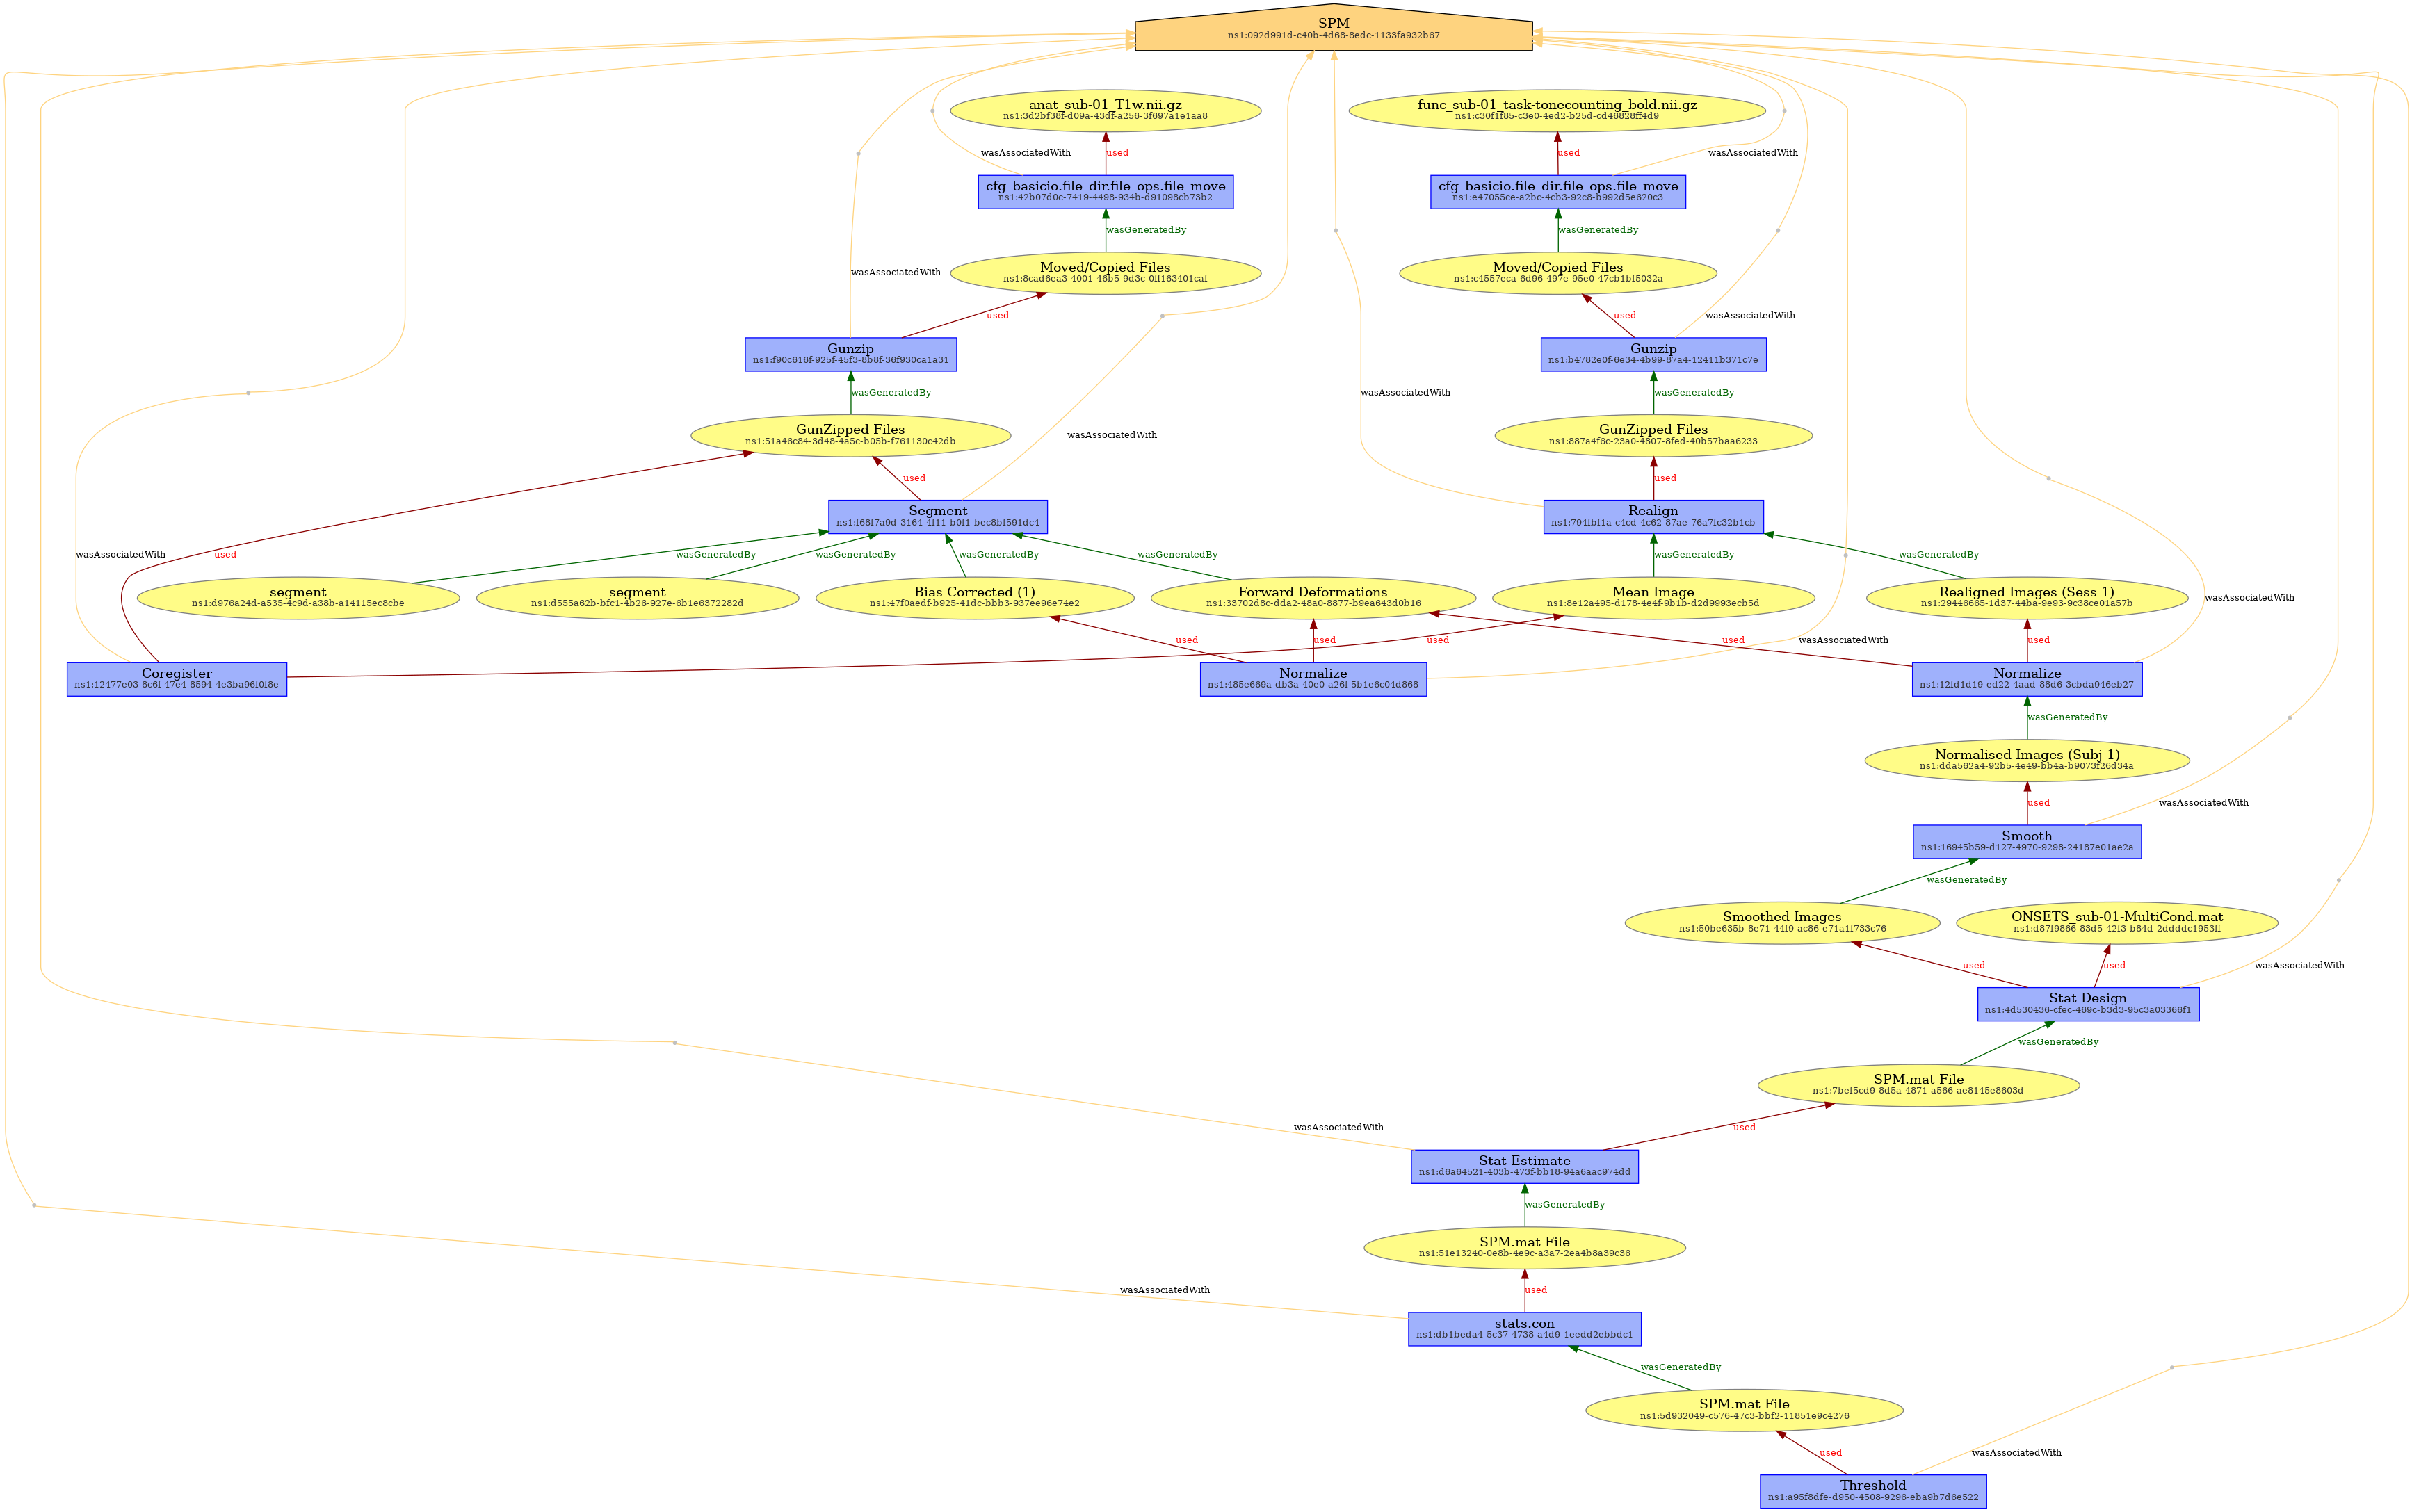 SPM
ns1:092d991d-c40b-4d68-8edc-1133fa932b67
anat_sub-01_T1w.nii.gz
ns1:3d2bf38f-d09a-43df-a256-3f697a1e1aa8
func_sub-01_task-tonecounting_bold.nii.gz
ns1:c30f1f85-c3e0-4ed2-b25d-cd46828ff4d9
wasAssociatedWith
used
used
wasAssociatedWith
cfg_basicio.file_dir.file_ops.file_move
ns1:42b07d0c-7419-4498-934b-d91098cb73b2
cfg_basicio.file_dir.file_ops.file_move
ns1:e47055ce-a2bc-4cb3-92c8-b992d5e620c3
wasGeneratedBy
wasGeneratedBy
wasAssociatedWith
Moved/Copied Files
ns1:8cad6ea3-4001-46b5-9d3c-0ff163401caf
Moved/Copied Files
ns1:c4557eca-6d96-497e-95e0-47cb1bf5032a
used
used
wasAssociatedWith
Gunzip
ns1:f90c616f-925f-45f3-8b8f-36f930ca1a31
Gunzip
ns1:b4782e0f-6e34-4b99-87a4-12411b371c7e
wasGeneratedBy
wasAssociatedWith
wasGeneratedBy
GunZipped Files
ns1:51a46c84-3d48-4a5c-b05b-f761130c42db
wasAssociatedWith
GunZipped Files
ns1:887a4f6c-23a0-4807-8fed-40b57baa6233
used
used
Segment
ns1:f68f7a9d-3164-4f11-b0f1-bec8bf591dc4
Realign
ns1:794fbf1a-c4cd-4c62-87ae-76a7fc32b1cb
wasAssociatedWith
used
wasGeneratedBy
wasGeneratedBy
wasGeneratedBy
wasGeneratedBy
wasGeneratedBy
wasGeneratedBy
segment
ns1:d976a24d-a535-4c9d-a38b-a14115ec8cbe
segment
ns1:d555a62b-bfc1-4b26-927e-6b1e6372282d
Bias Corrected (1)
ns1:47f0aedf-b925-41dc-bbb3-937ee96e74e2
Forward Deformations
ns1:33702d8c-dda2-48a0-8877-b9ea643d0b16
Mean Image
ns1:8e12a495-d178-4e4f-9b1b-d2d9993ecb5d
Realigned Images (Sess 1)
ns1:29446665-1d37-44ba-9e93-9c38ce01a57b
wasAssociatedWith
used
used
used
used
wasAssociatedWith
used
Coregister
ns1:12477e03-8c6f-47e4-8594-4e3ba96f0f8e
Normalize
ns1:485e669a-db3a-40e0-a26f-5b1e6c04d868
Normalize
ns1:12fd1d19-ed22-4aad-88d6-3cbda946eb27
wasGeneratedBy
Normalised Images (Subj 1)
ns1:dda562a4-92b5-4e49-bb4a-b9073f26d34a
used
wasAssociatedWith
Smooth
ns1:16945b59-d127-4970-9298-24187e01ae2a
wasGeneratedBy
Smoothed Images
ns1:50be635b-8e71-44f9-ac86-e71a1f733c76
ONSETS_sub-01-MultiCond.mat
ns1:d87f9866-83d5-42f3-b84d-2ddddc1953ff
used
used
wasAssociatedWith
Stat Design
ns1:4d530436-cfec-469c-b3d3-95c3a03366f1
wasGeneratedBy
SPM.mat File
ns1:7bef5cd9-8d5a-4871-a566-ae8145e8603d
wasAssociatedWith
used
Stat Estimate
ns1:d6a64521-403b-473f-bb18-94a6aac974dd
wasGeneratedBy
SPM.mat File
ns1:51e13240-0e8b-4e9c-a3a7-2ea4b8a39c36
wasAssociatedWith
used
stats.con
ns1:db1beda4-5c37-4738-a4d9-1eedd2ebbdc1
wasGeneratedBy
SPM.mat File
ns1:5d932049-c576-47c3-bbf2-11851e9c4276
used
wasAssociatedWith
Threshold
ns1:a95f8dfe-d950-4508-9296-eba9b7d6e522